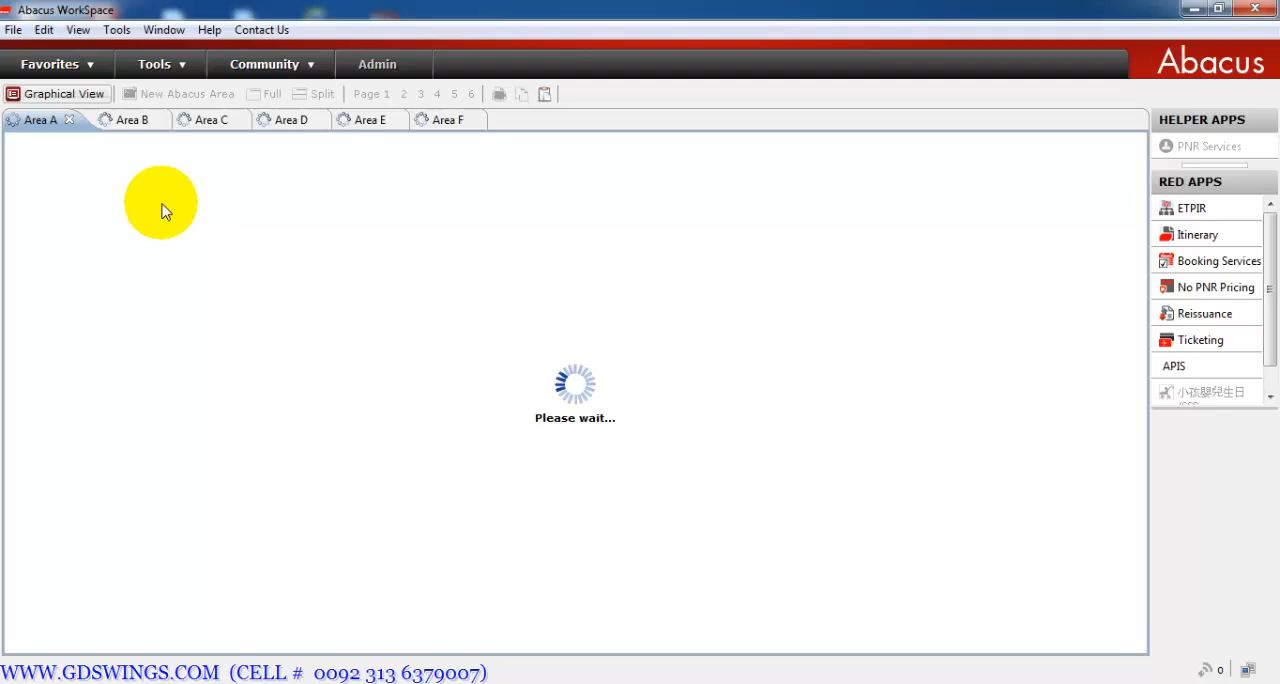 Abacus WorkSpace
File Edit View Tools Window Help Contact Us
Favorites ▼ Tools ▼ Community ▼ Admin
Abacus
Graphical View New Abacus Area Full Split Page 1 2 3 4 5 6
Area A Area B Area C Area D Area E Area F
HELPER APPS
PNR Services
RED APPS
ETPIR
Itinerary
Booking Services
No PNR Pricing
Reissuance
Ticketing
APIS
小孩嬰兒生日
Please wait...
WWW.GDSWINGS.COM (CELL # 0092 313 6379007)
0